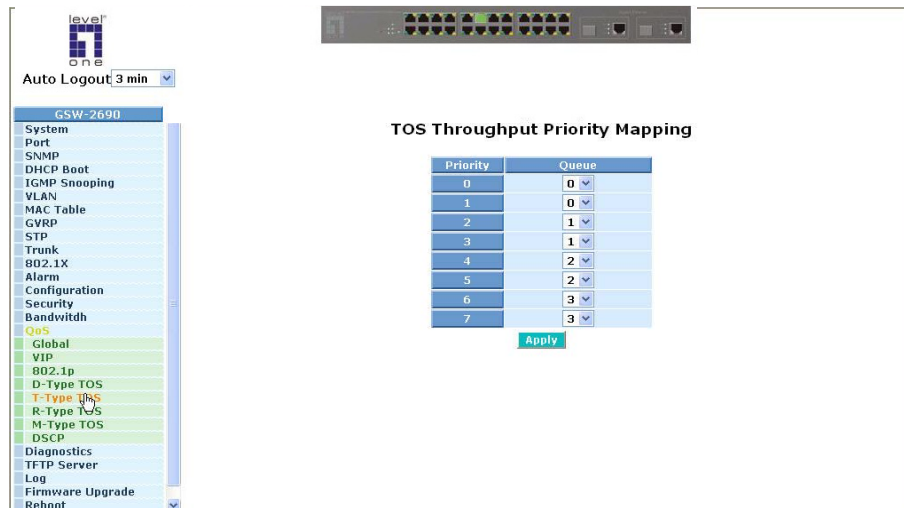 level
one
Auto Logout 3 min
GSW-2690
System
Port
SNMP
DHCP Boot
IGMP Snooping
VLAN
MAC Table
GVRP
STP
Trunk
802.1X
Alarm
Configuration
Security
Bandwitdh
QoS
Global
VIP
802.1p
D-Type TOS
T-Type TOS
R-Type TOS
M-Type TOS
DSCP
Diagnostics
TFTP Server
Log
Firmware Upgrade
Reboot
TOS Throughput Priority Mapping
Priority Queue
0 0
1 0
2 1
3 1
4 2
5 2
6 3
7 3
Apply